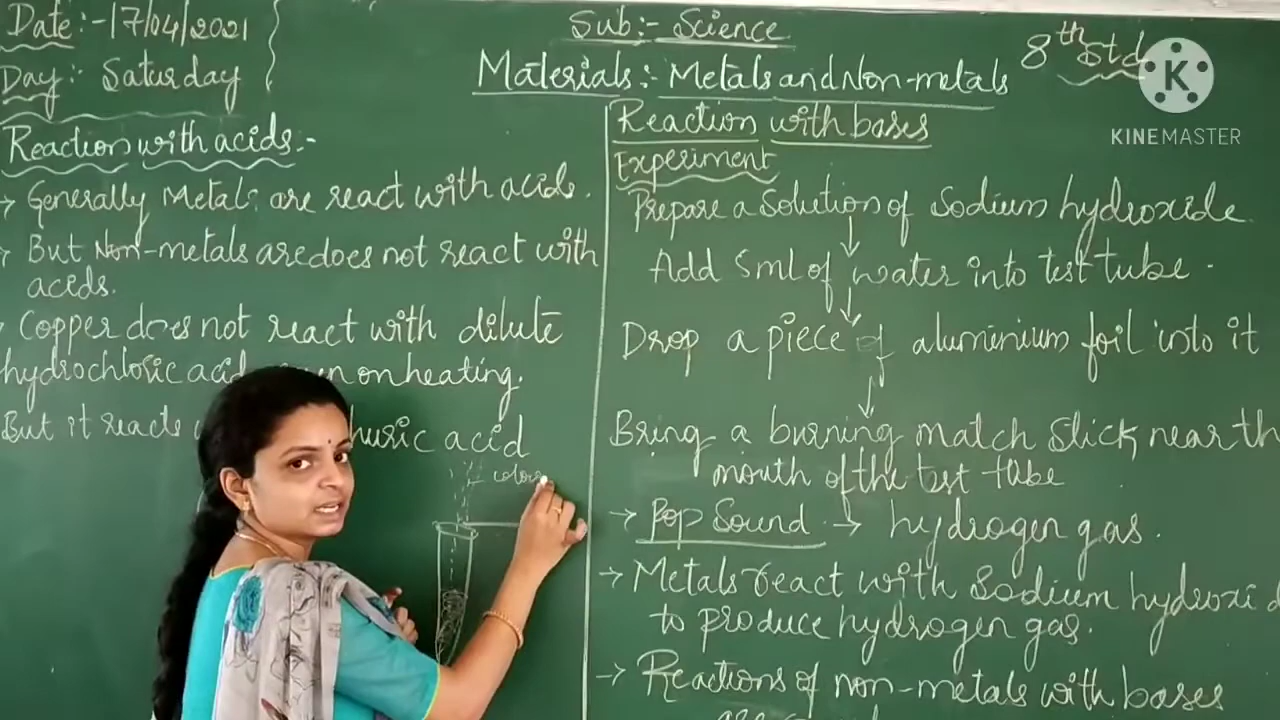 Date:-17/04/2021
Day:- Saturday
Sub:- Science
8th Std
Materials:- Metals and Non-metals
KINEMASTER
Reaction with acids:-
→ Generally Metals are react with acids.
→ But Non-metals are does not react with
acids.
→ Copper does not react with dilute
hydrochloric acid on heating.
But it reacts acid
Reaction with bases
Experiment
Prepare a Solution of Sodium hydroxide
↓
Add 5ml of water into test tube.
↓
Drop a piece of aluminium foil into it
↓
Bring a burning match stick near th
mouth of the test tube
→ Pop Sound → hydrogen gas.
→ Metals react with Sodium hydroxid
to produce hydrogen gas.
→ Reactions of non-metals with bases
are